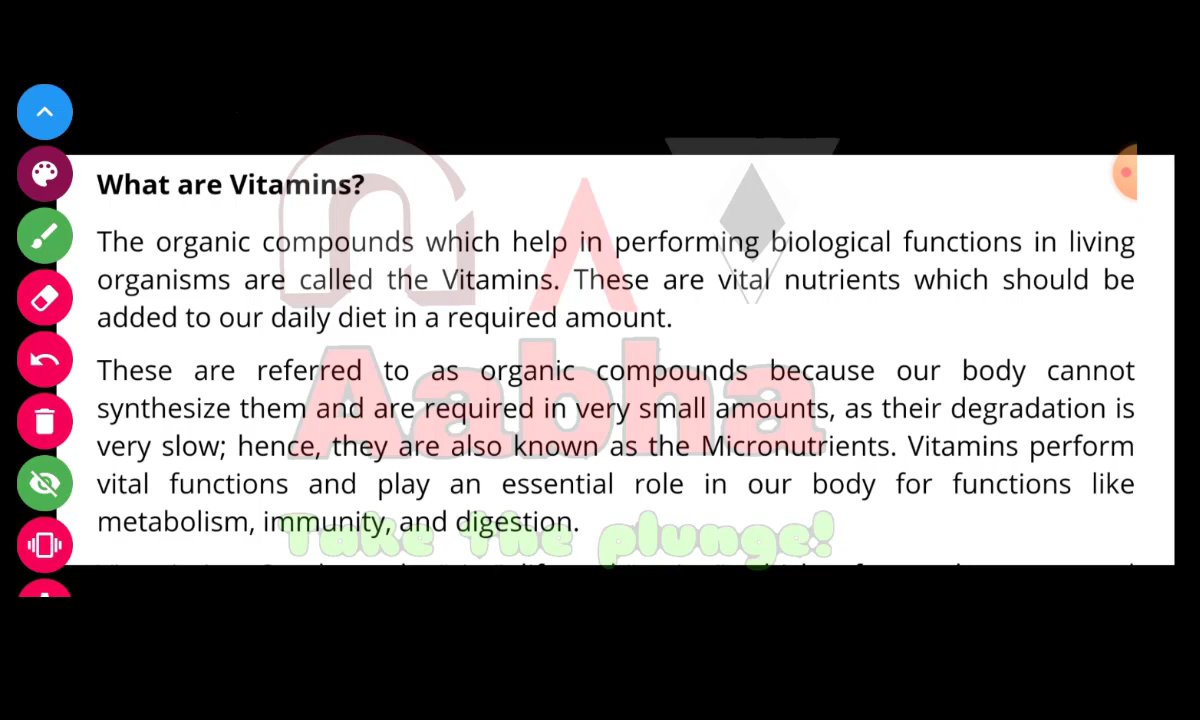 What are Vitamins?
The organic compounds which help in performing biological functions in living
organisms are called the Vitamins. These are vital nutrients which should be
added to our daily diet in a required amount.
These are referred to as organic compounds because our body cannot
synthesize them and are required in very small amounts, as their degradation is
very slow; hence, they are also known as the Micronutrients. Vitamins perform
vital functions and play an essential role in our body for functions like
metabolism, immunity, and digestion.
Aabha
Take the plunge!